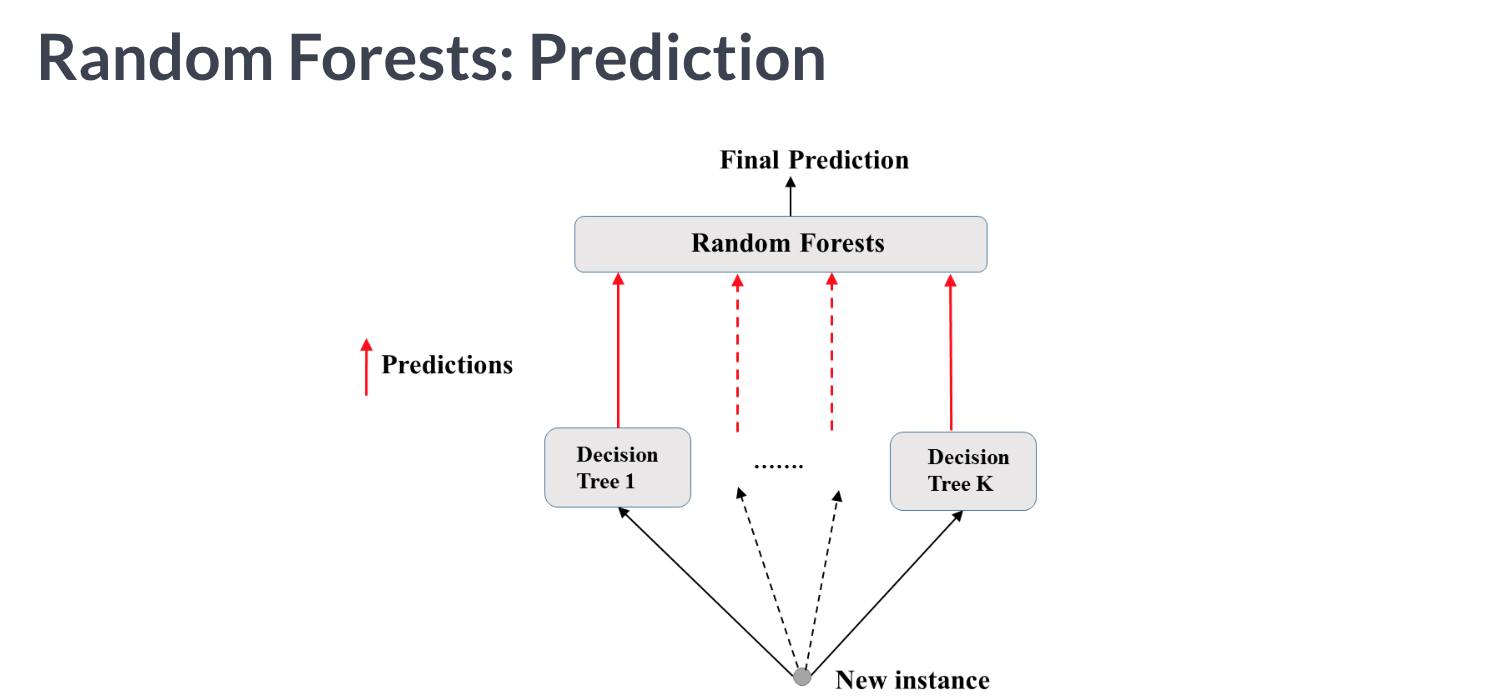 Random Forests: Prediction
Final Prediction
Random Forests
Predictions
Decision
Tree 1
.......
Decision
Tree K
New instance